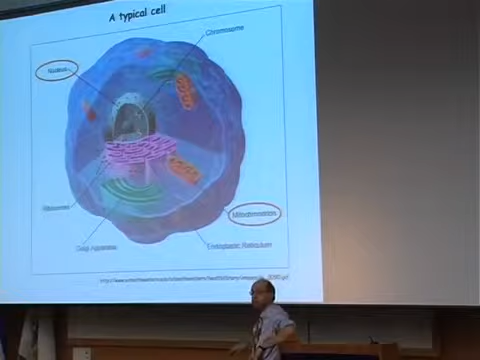 A typical cell
Chromosome
Nucleus
Ribosomes
Mitochondrion
Golgi Apparatus
Endoplasmic Reticulum